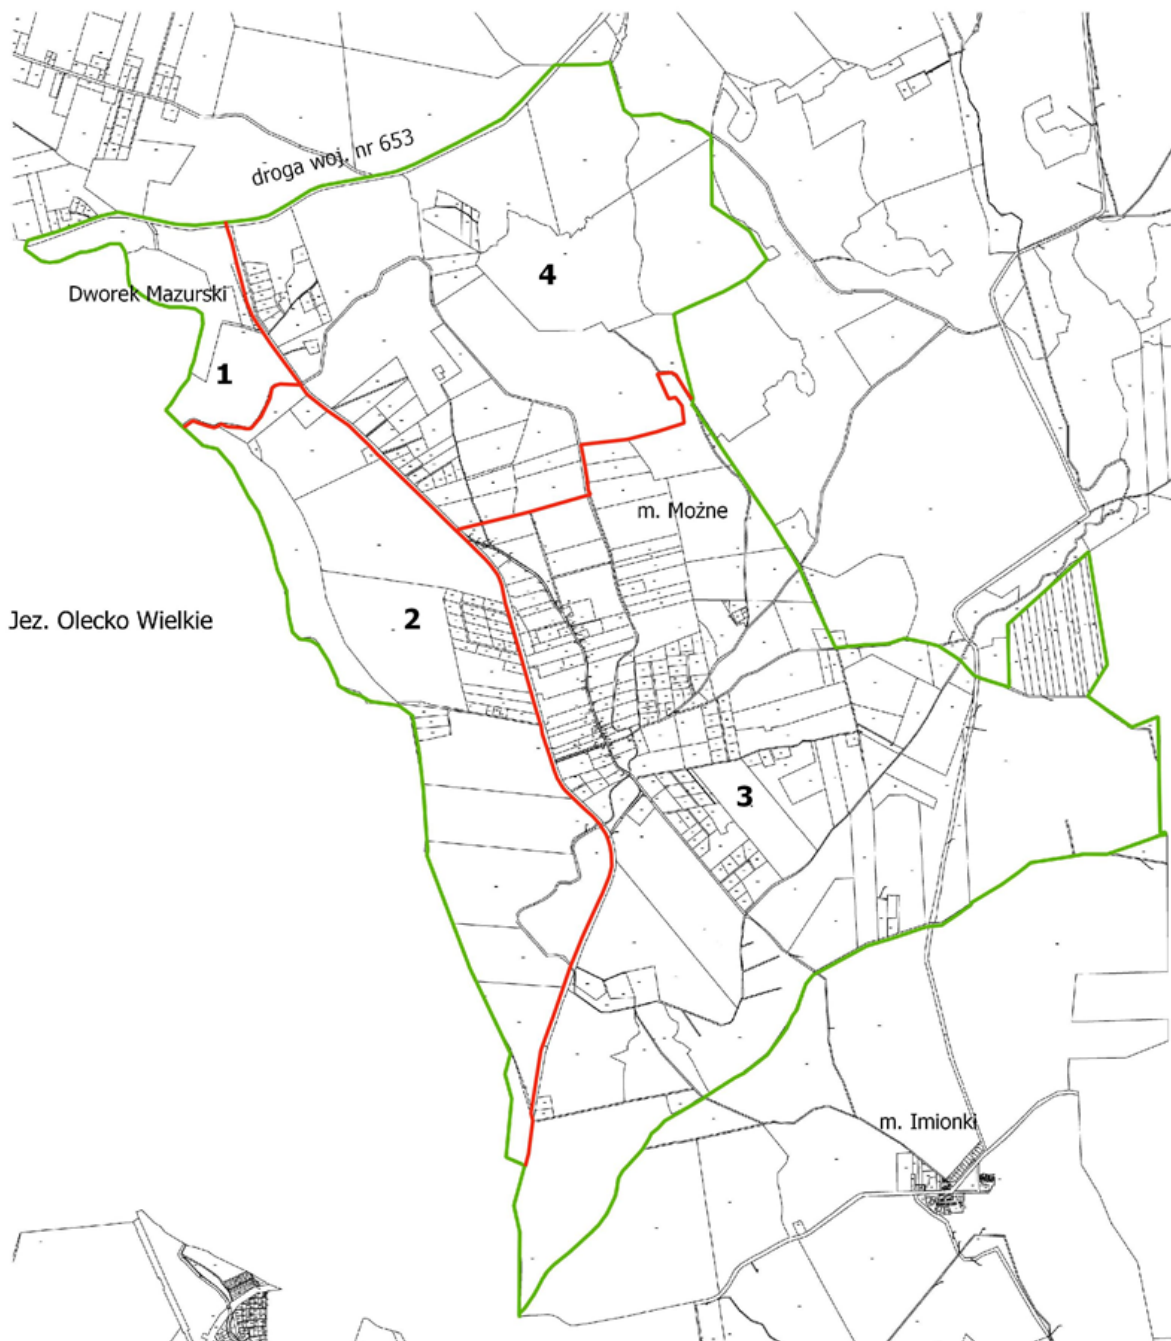 droga woj. nr 653
4
Dworek Mazurski
1
m. Możne
2
Jez. Olecko Wielkie
3
m. Imionki